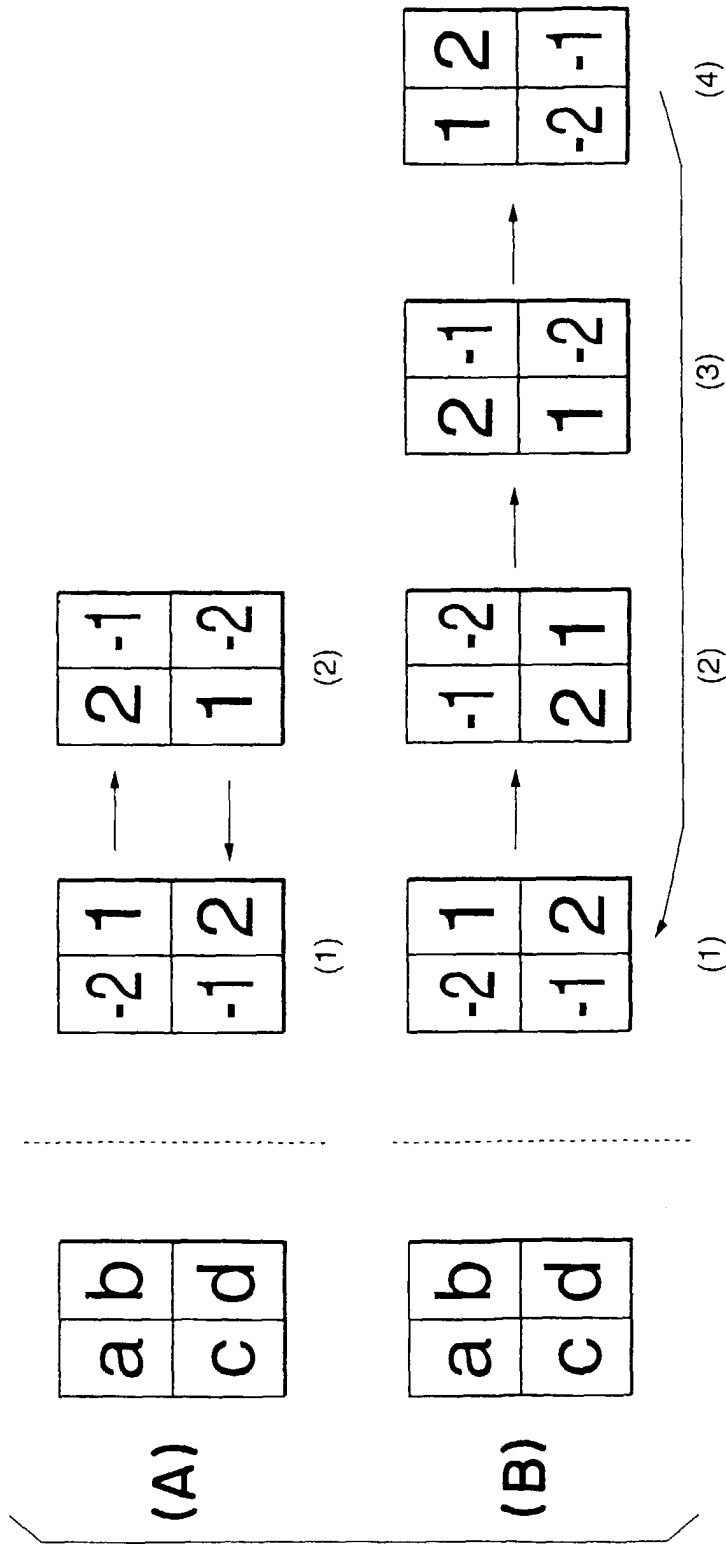 a b -2 1 → 2 -1
(A)
c d -1 2 ← 1 -2
(1) (2)
a b -2 1 -1 -2 2 -1 1 2
(B) → → →
c d -1 2 2 1 1 -2 -2 -1
(1) (2) (3) (4)